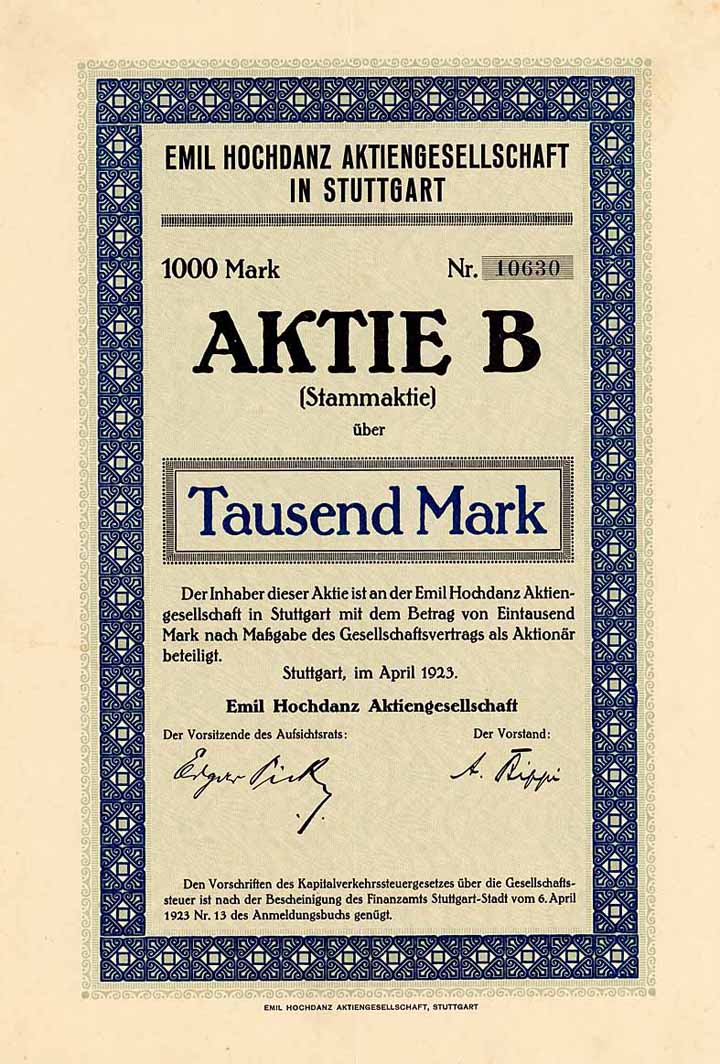 EMIL HOCHDANZ AKTIENGESELLSCHAFT
IN STUTTGART
1000 Mark
Nr. 10630
AKTIE B
(Stammaktie)
über
Tausend Mark
Der Inhaber dieser Aktie ist an der Emil Hochdanz Aktien-
gesellschaft in Stuttgart mit dem Betrag von Eintausend
Mark nach Maßgabe des Gesellschaftsvertrags als Aktionär
beteiligt.
Stuttgart, im April 1923.
Emil Hochdanz Aktiengesellschaft
Der Vorsitzende des Aufsichtsrats:
Der Vorstand:
Edgar
A.
Den Vorschriften des Kapitalverkehrssteuergesetzes über die Gesellschafts-
steuer ist nach der Bescheinigung des Finanzamts Stuttgart-Stadt vom 6. April
1923 Nr. 13 des Anmeldungsbuchs genügt.
EMIL HOCHDANZ AKTIENGESELLSCHAFT, STUTTGART